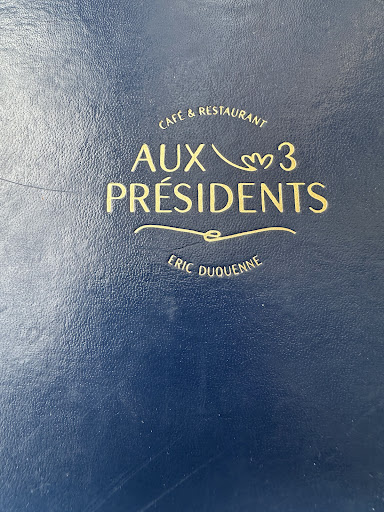 CAFÉ & RESTAURANT
AUX 3
PRÉSIDENTS
ERIC DUQUENNE